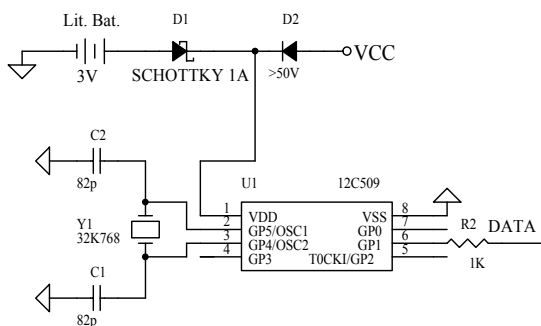 Lit. Bat.
D1
D2
VCC
3V
SCHOTTKY 1A
>50V
C2
82p
U1
12C509
1
VDD
VSS
8
2
GP5/OSC1
GP0
7
3
GP4/OSC2
GP1
6
4
GP3
T0CKI/GP2
5
Y1
32K768
R2
DATA
1K
C1
82p